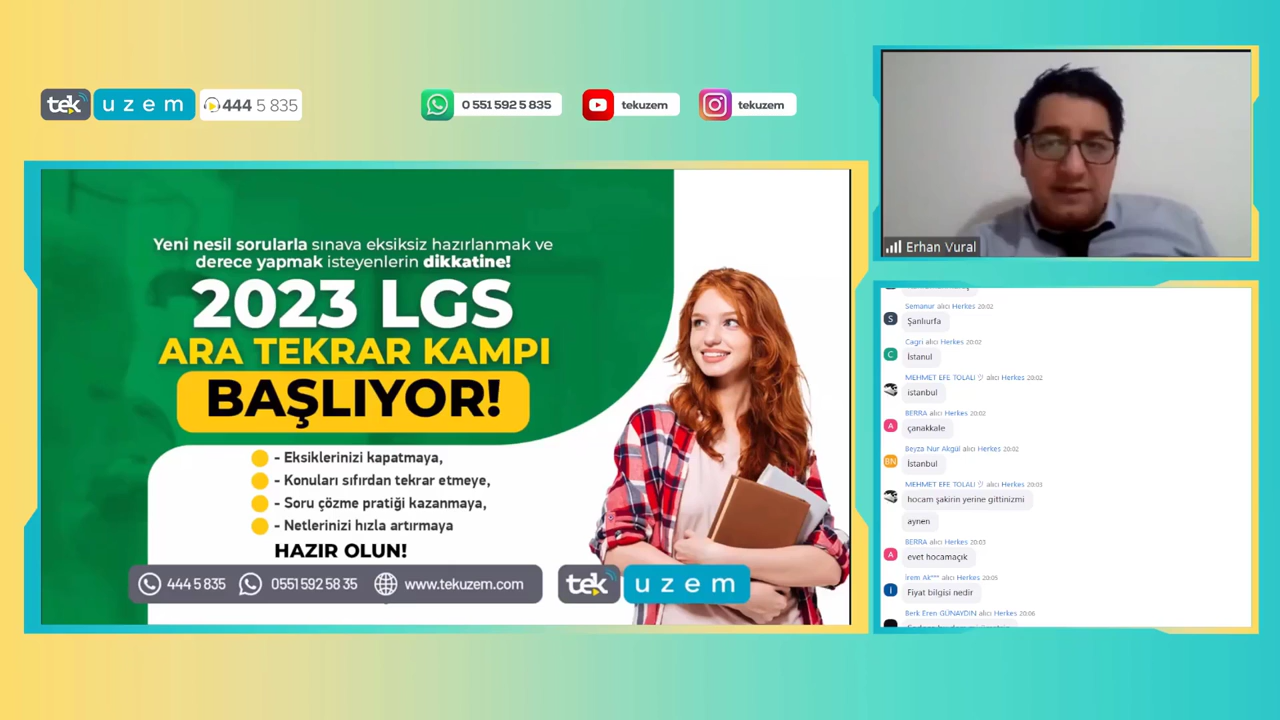 tek uzem 444 5 835
0 551 592 5 835
tekuzem
tekuzem
Yeni nesil sorularla sınava eksiksiz hazırlanmak ve
derece yapmak isteyenlerin dikkatine!
2023 LGS
ARA TEKRAR KAMPI
BAŞLIYOR!
- Eksiklerinizi kapatmaya,
- Konuları sıfırdan tekrar etmeye,
- Soru çözme pratiği kazanmaya,
- Netlerinizi hızla artırmaya
HAZIR OLUN!
444 5 835 0551 592 58 35 www.tekuzem.com
tek uzem
Erhan Vural
Semanur alıcı Herkes 20:02
S
Şanlıurfa
Cagri alıcı Herkes 20:02
C
İstanul
MEHMET EFE TOLALI ツ alıcı Herkes 20:02
istanbul
BERRA alıcı Herkes 20:02
A
çanakkale
Beyza Nur Akgül alıcı Herkes 20:02
BN
İstanbul
MEHMET EFE TOLALI ツ alıcı Herkes 20:03
hocam şakirin yerine gittinizmi
aynen
BERRA alıcı Herkes 20:03
A
evet hocamaçık
İrem Ak*** alıcı Herkes 20:05
İ
Fiyat bilgisi nedir
Berk Eren GÜNAYDIN alıcı Herkes 20:06